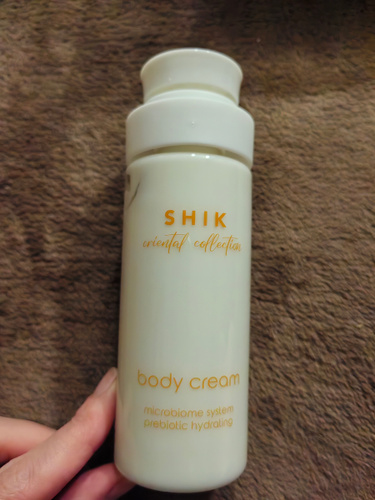 SHIK
oriental collection
body cream
microbiome system
prebiotic hydrating